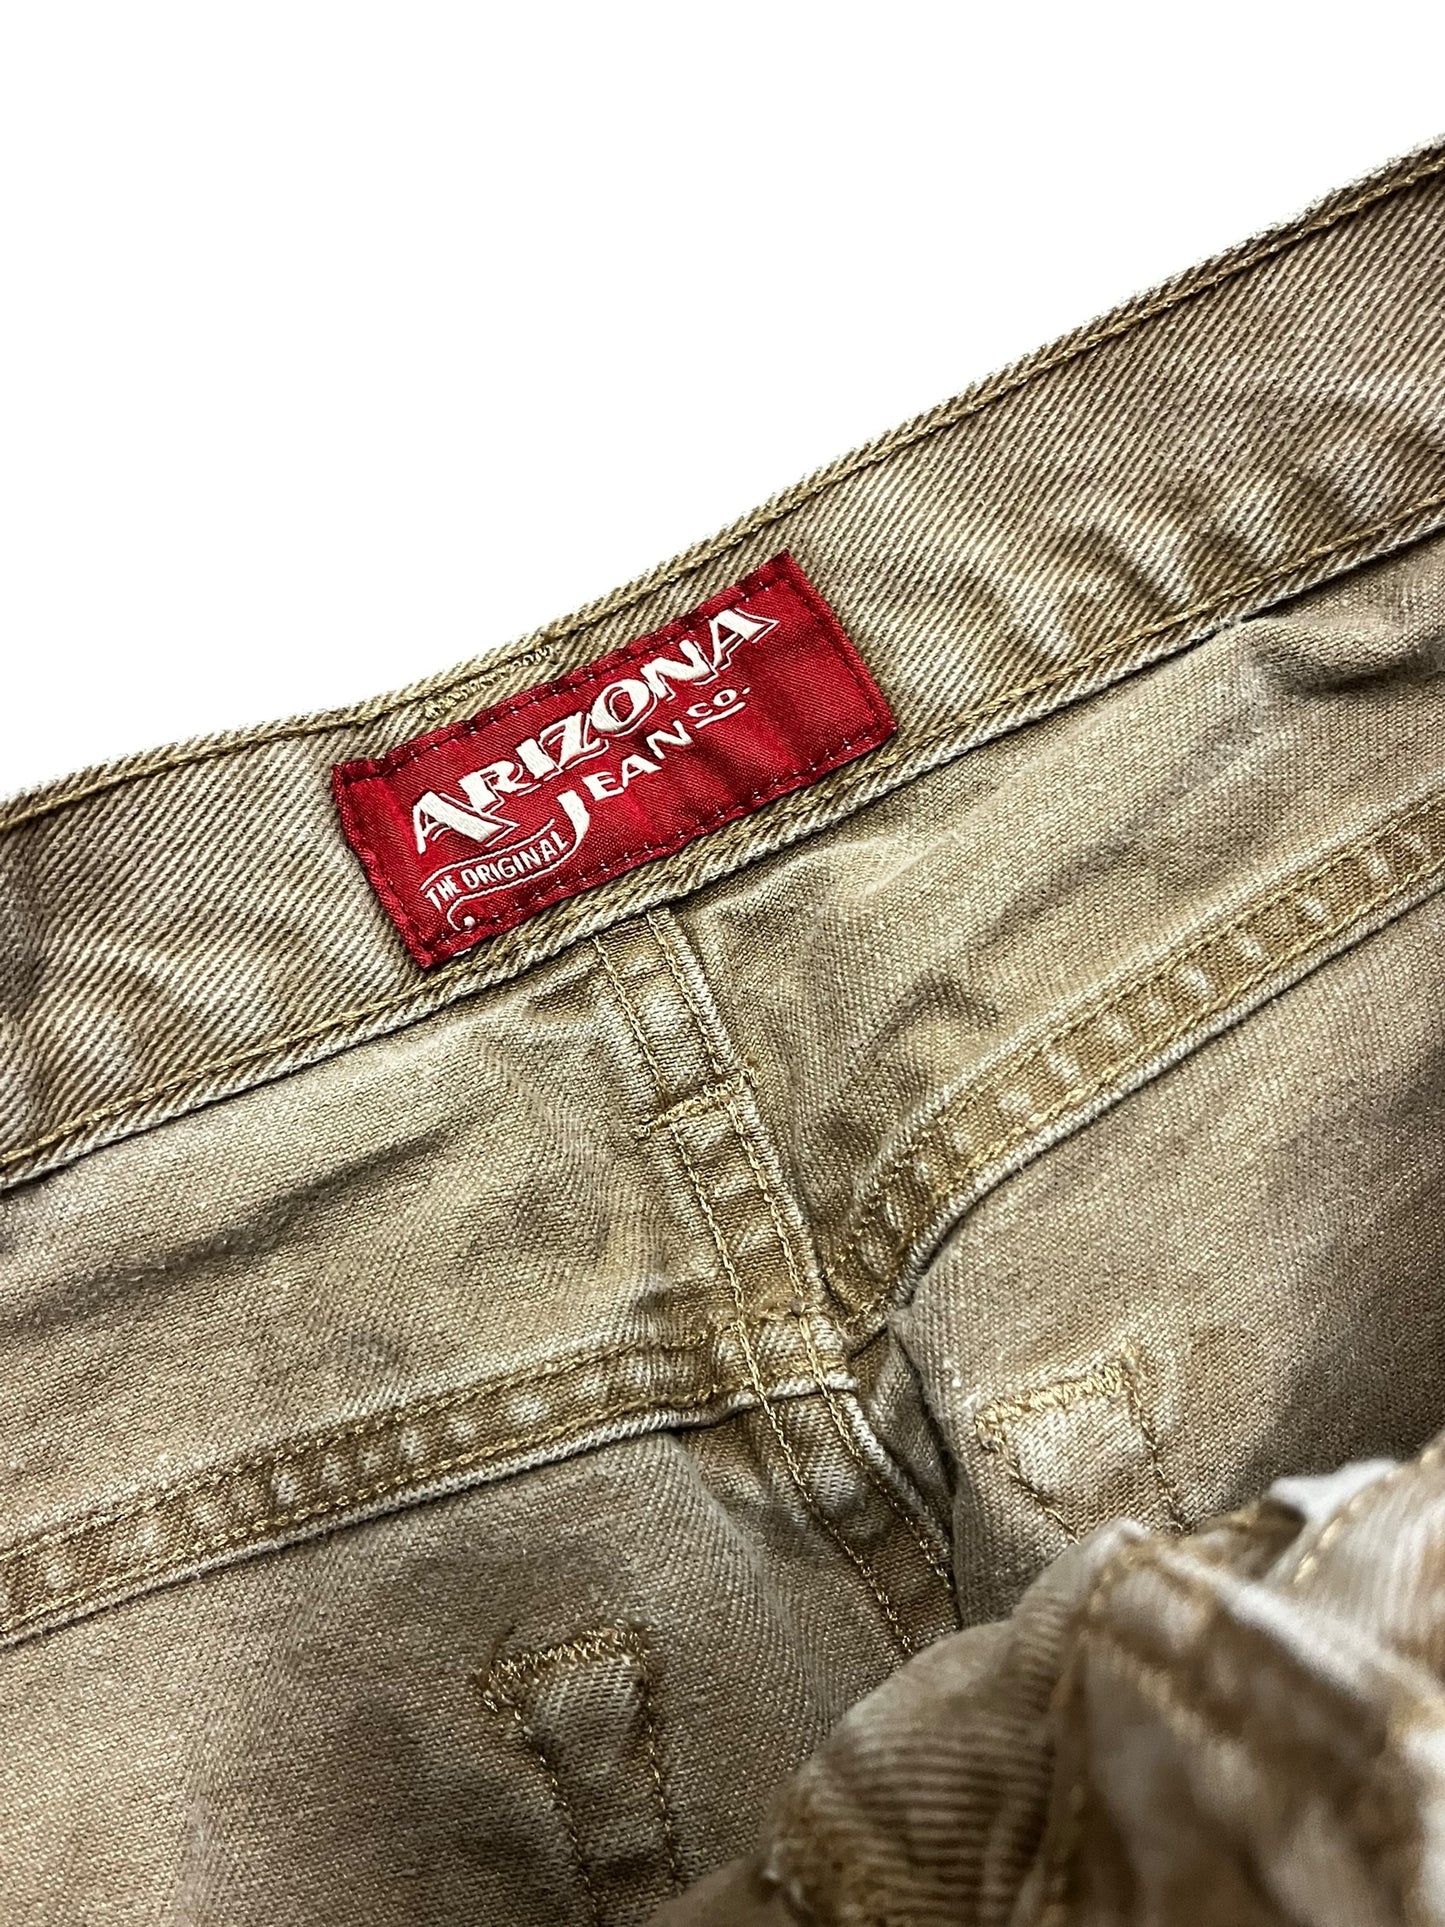 ARIZONA
JEAN CO.
THE ORIGINAL